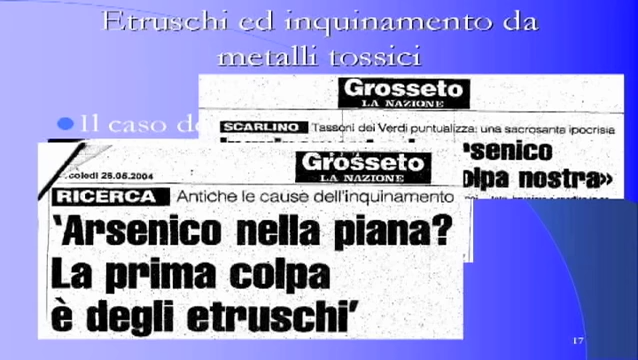 Etruschi ed inquinamento da
metalli tossici
Il caso de
Grosseto
LA NAZIONE
SCARLINO Tassoni dei Verdi puntualizza: una sacrosanta ipocrisia
rsenico
olpa nostra»
coledì 26.05.2004
Grosseto
LA NAZIONE
RICERCA Antiche le cause dell'inquinamento
'Arsenico nella piana?
La prima colpa
è degli etruschi'
17